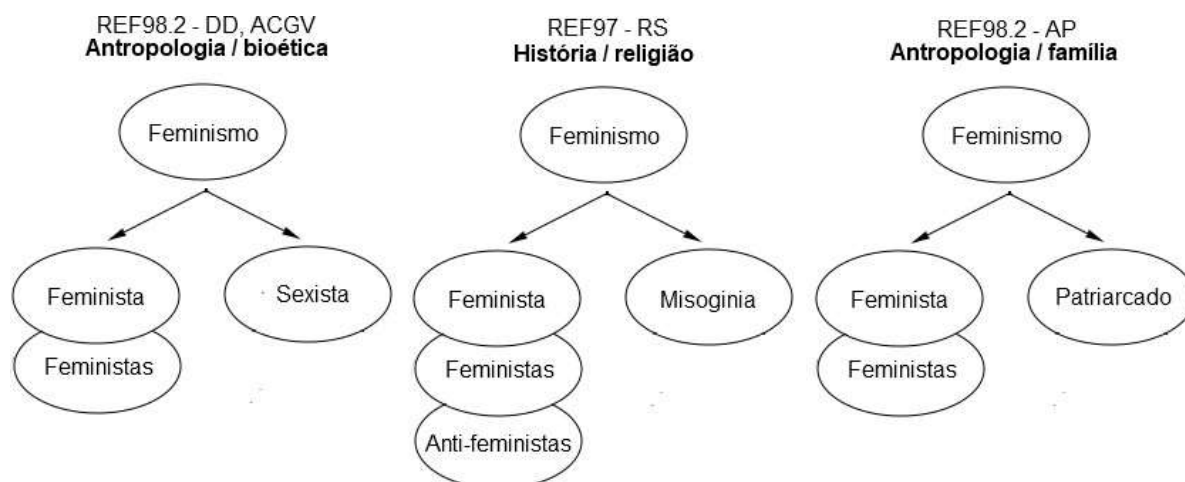 REF98.2 - DD, ACGV
Antropologia / bioética
Feminismo
Feminista
Sexista
Feministas
REF97 - RS
História / religião
Feminismo
Feminista
Misoginia
Feministas
Anti-feministas
REF98.2 - AP
Antropologia / família
Feminismo
Feminista
Patriarcado
Feministas